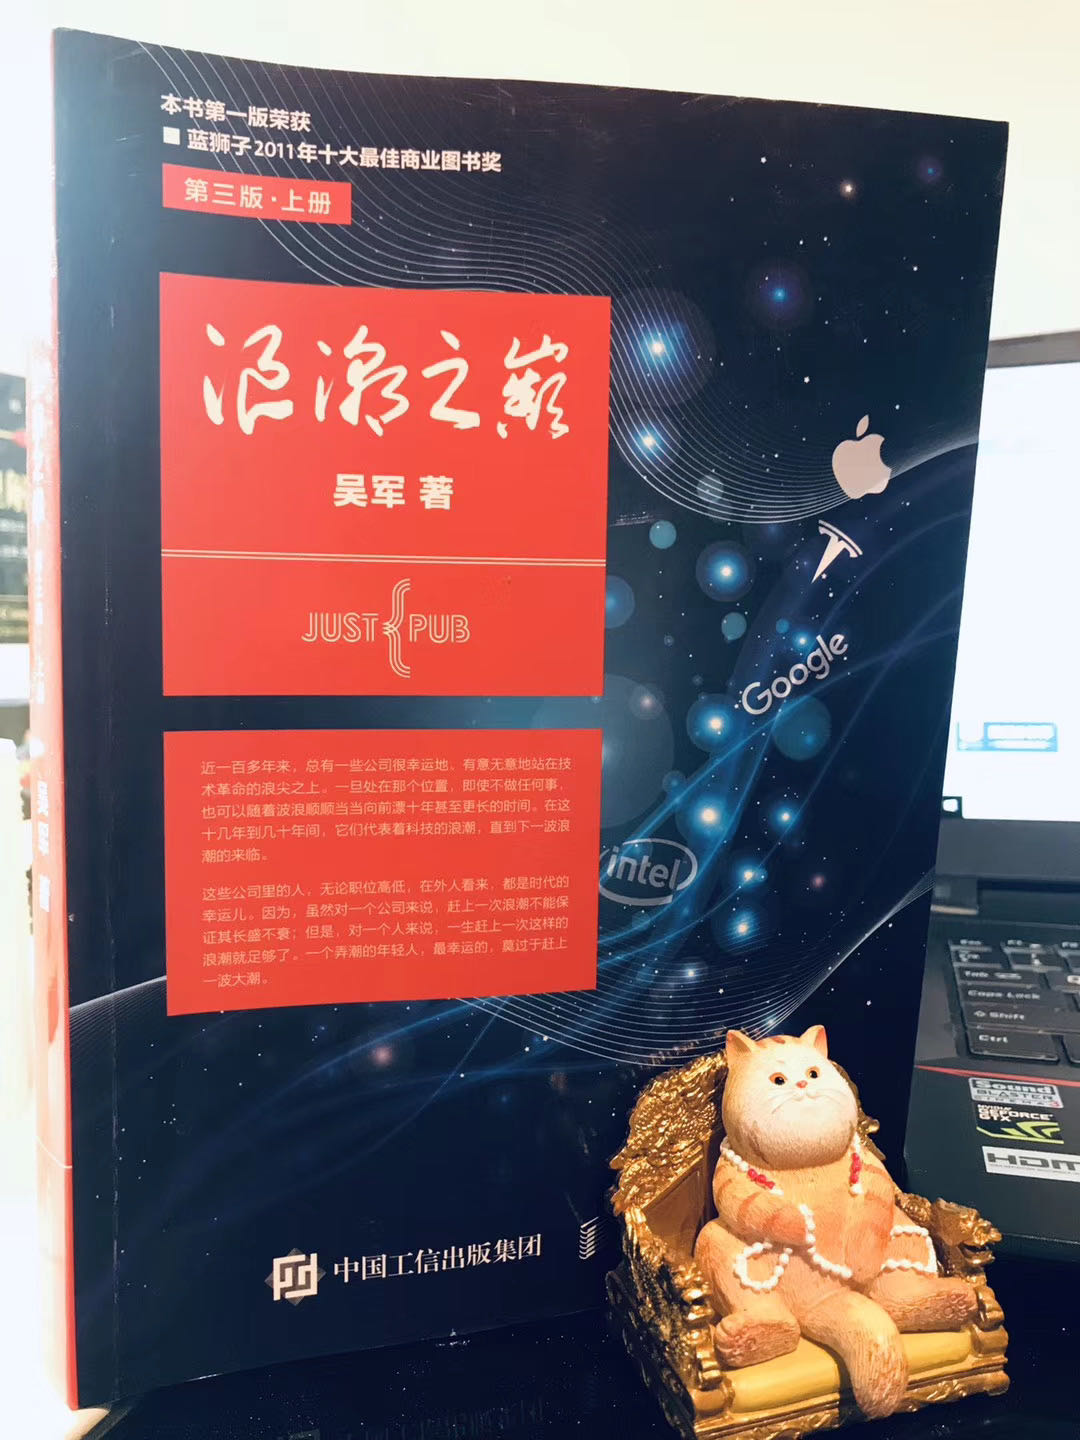 本书第一版荣获
蓝狮子2011年十大最佳商业图书奖
第三版·上册
浪潮之巅
吴军 著
JUST PUB
近一百多年来，总有一些公司很幸运地、有意无意地站在技
术革命的浪尖之上。一旦处在那个位置，即使不做任何事，
也可以随着波浪顺顺当当向前漂十年甚至更长的时间。在这
十几年到几十年间，它们代表着科技的浪潮，直到下一波浪
潮的来临。
这些公司里的人，无论职位高低，在外人看来，都是时代的
幸运儿。因为，虽然对一个公司来说，赶上一次浪潮不能保
证其长盛不衰；但是，对一个人来说，一生赶上一次这样的
浪潮就足够了。一个弄潮的年轻人，最幸运的，莫过于赶上
一波大潮。
Google
intel
中国工信出版集团
吴军 著
Esc
Tab
Caps Lock
Shift
Ctrl
Sound
BLASTER
CINEMA3
NVIDIA
GEFORCE
GTX
HDMI